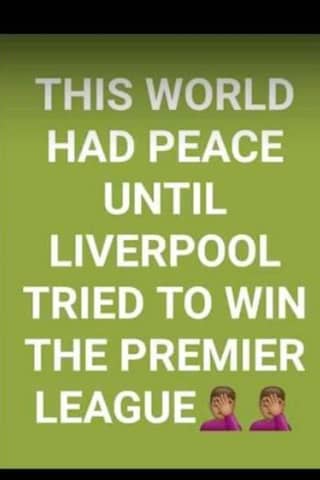 THIS WORLD
HAD PEACE
UNTIL
LIVERPOOL
TRIED TO WIN
THE PREMIER
LEAGUE🤦🏽‍♂️🤦🏽‍♂️